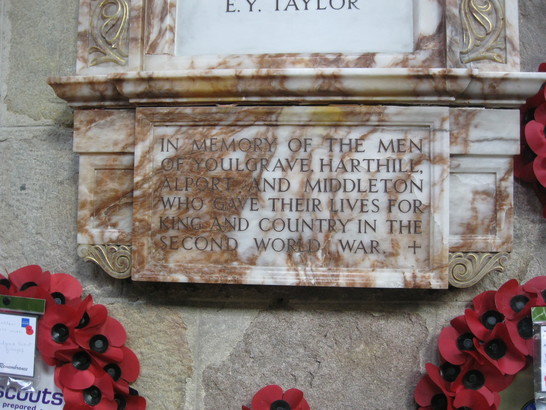 E.Y. TAYLOR
IN MEMORY OF THE MEN
OF YOULGRAVE, HARTHILL,
ALPORT AND MIDDLETON
WHO GAVE THEIR LIVES FOR
KING AND COUNTRY IN THE
SECOND WORLD WAR. +
scouts
prepared